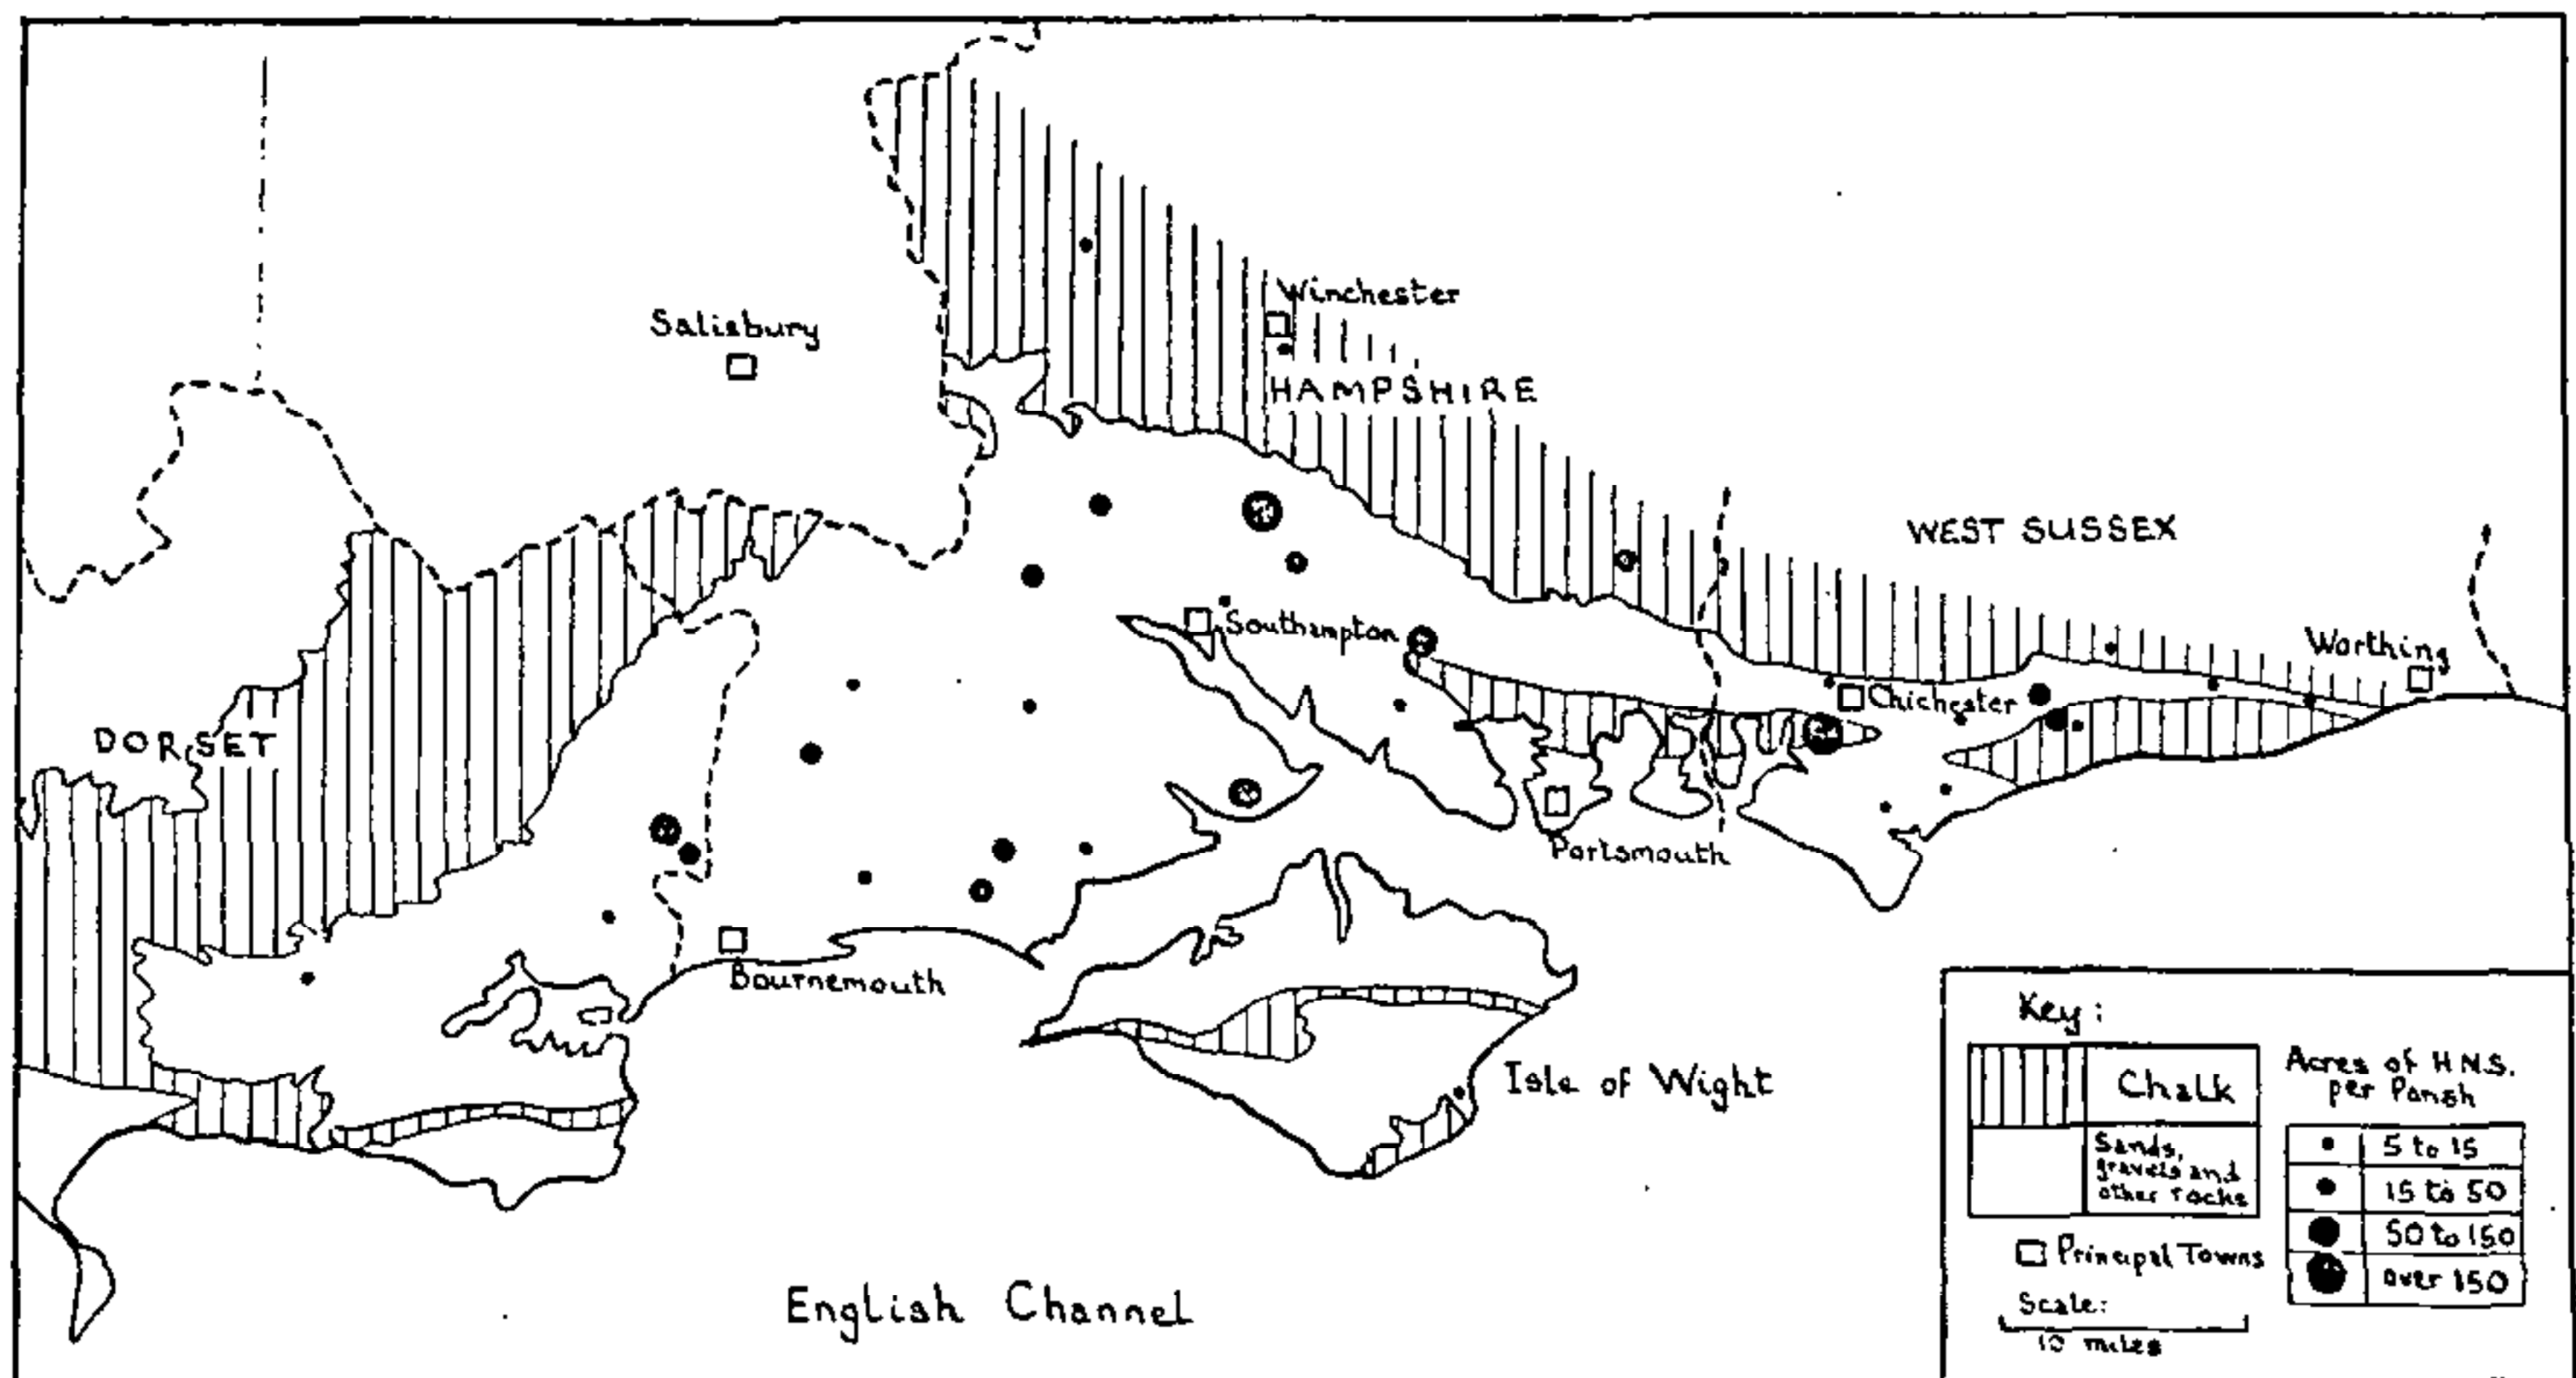 Winchester
Salisbury
HAMPSHIRE
WEST SUSSEX
Southampton
Worthing
Chichester
DORSET
Portsmouth
Bournemouth
Isle of Wight
English Channel
Key:
Chalk
Sands,
gravels and
other rocks
Principal Towns
Scale:
10 miles
Acres of H.N.S.
per Parish
5 to 15
15 to 50
50 to 150
over 150